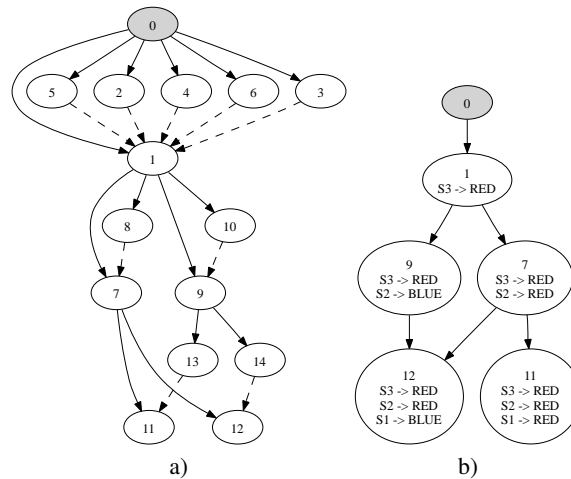 0
5 2 4 6 3
1
8 10
7 9
13 14
11 12
a)
0
1
S3 -> RED
9
S3 -> RED
S2 -> BLUE
7
S3 -> RED
S2 -> RED
12
S3 -> RED
S2 -> RED
S1 -> BLUE
11
S3 -> RED
S2 -> RED
S1 -> RED
b)